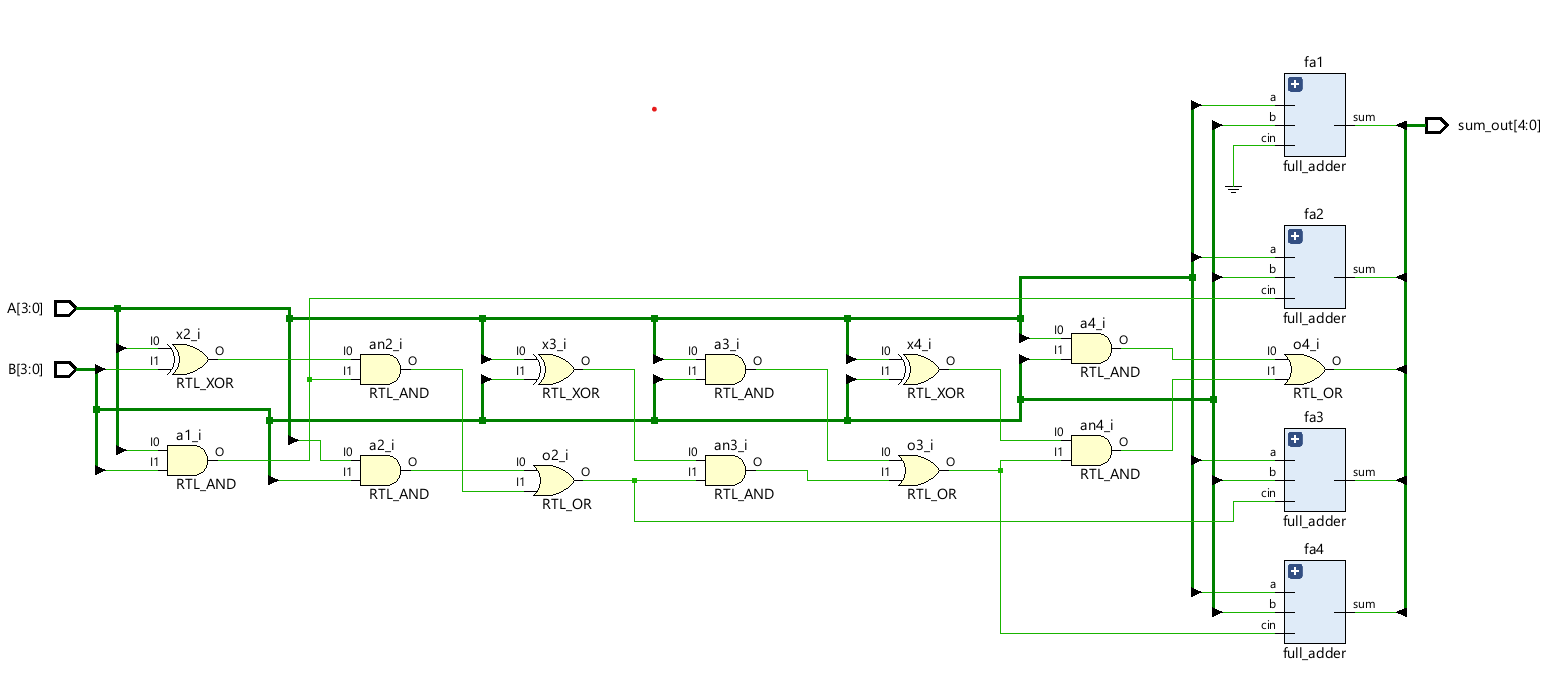 fa1
a
b
cin
sum
full_adder
sum_out[4:0]
fa2
a
b
cin
sum
full_adder
A[3:0]
B[3:0]
x2_i
I0
I1
O
RTL_XOR
an2_i
I0
I1
O
RTL_AND
x3_i
I0
I1
O
RTL_XOR
a3_i
I0
I1
O
RTL_AND
x4_i
I0
I1
O
RTL_XOR
a4_i
I0
I1
O
RTL_AND
o4_i
I0
I1
O
RTL_OR
a1_i
I0
I1
O
RTL_AND
a2_i
I0
I1
O
RTL_AND
o2_i
I0
I1
O
RTL_OR
an3_i
I0
I1
O
RTL_AND
o3_i
I0
I1
O
RTL_OR
an4_i
I0
I1
O
RTL_AND
fa3
a
b
cin
sum
full_adder
fa4
a
b
cin
sum
full_adder